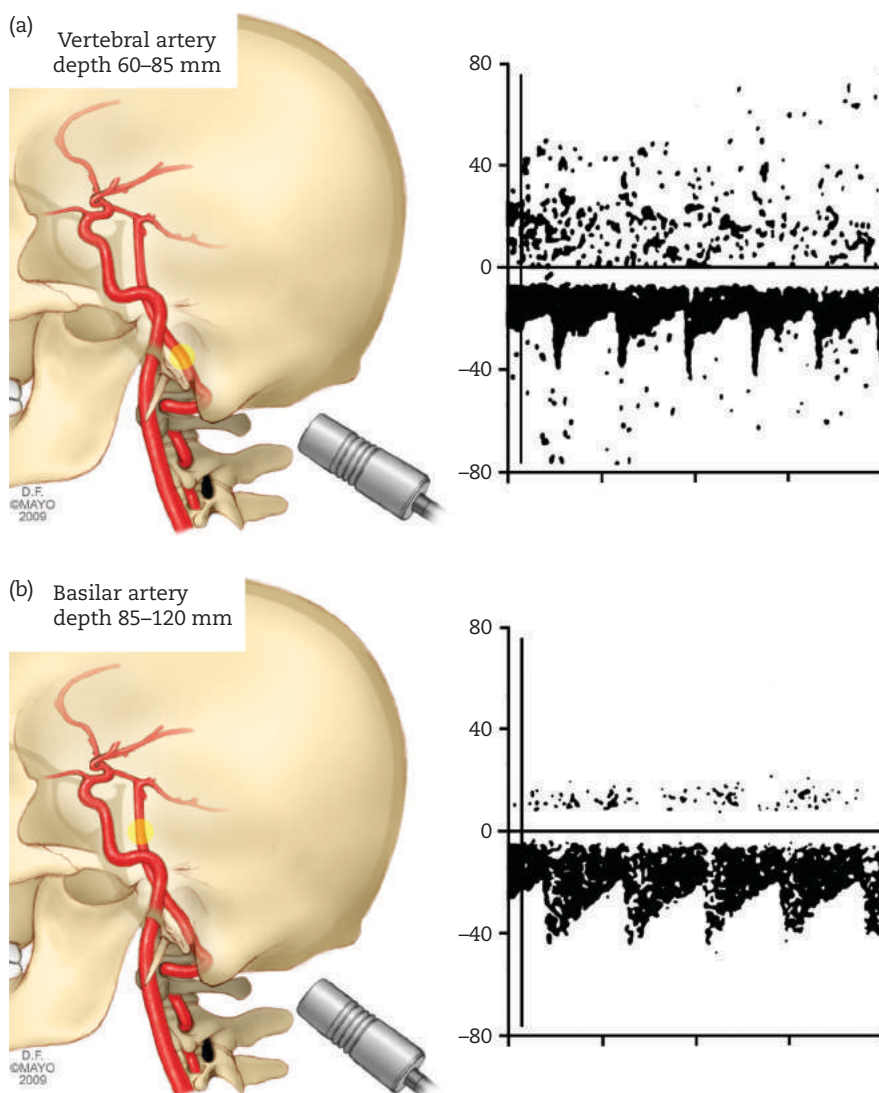 (a)
Vertebral artery
depth 60–85 mm
80
40
0
−40
−80
D.F.
©MAYO
2009
(b)
Basilar artery
depth 85–120 mm
80
40
0
−40
−80
D.F.
©MAYO
2009